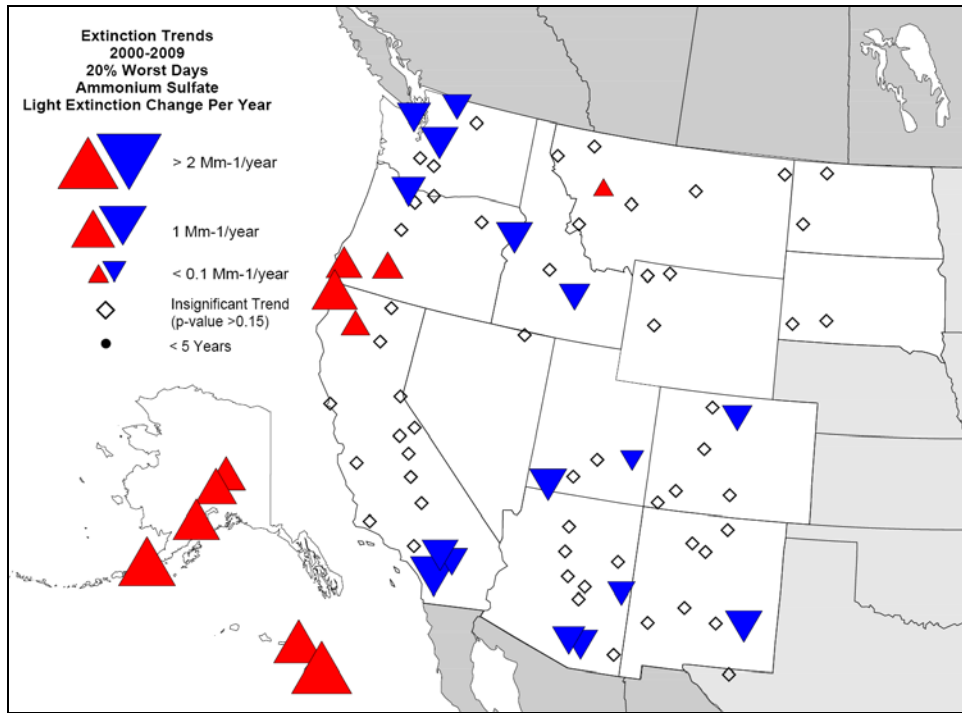 Extinction Trends
2000-2009
20% Worst Days
Ammonium Sulfate
Light Extinction Change Per Year
> 2 Mm-1/year
1 Mm-1/year
< 0.1 Mm-1/year
Insignificant Trend
(p-value >0.15)
< 5 Years